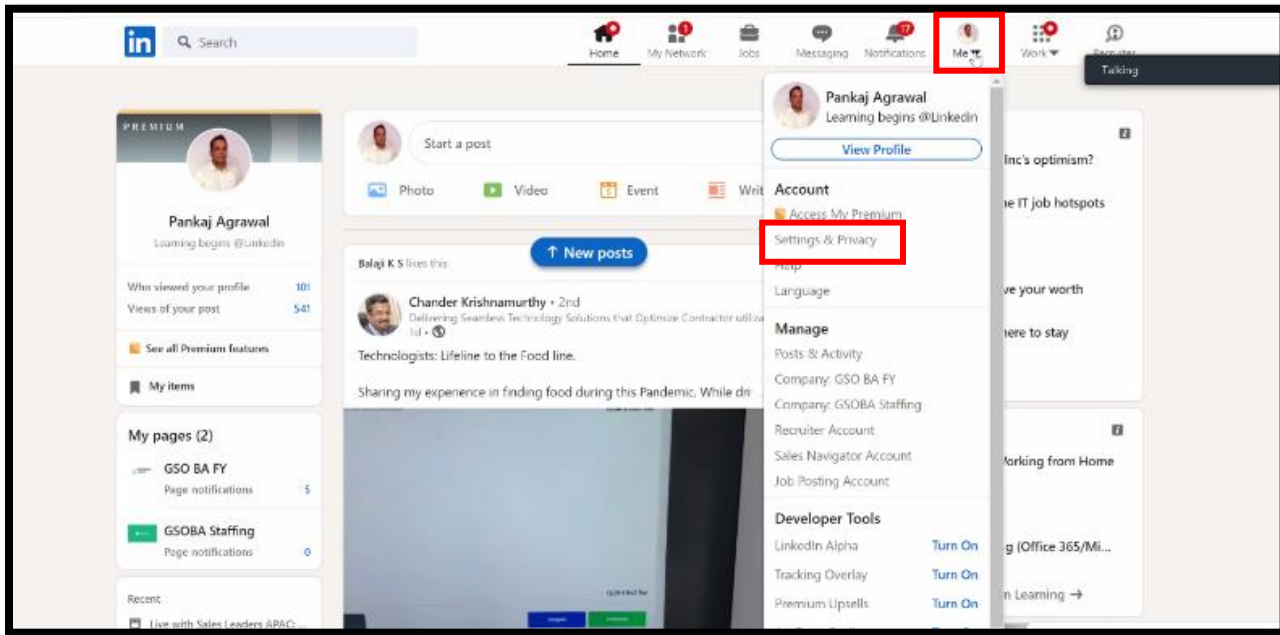 in
Search
Home
My Network
1
Jobs
Messaging
Notifications
17
Me
Work
Recruiter
Talking
PREMIUM
Pankaj Agrawal
Learning begins @Linkedin
Who viewed your profile 101
Views of your post 541
See all Premium features
My items
My pages (2)
GSO BA FY
Page notifications 5
GSOBA Staffing
Page notifications 0
Recent
Live with Sales Leaders APAC: ...
Start a post
Photo
Video
Event
Writ
↑ New posts
Balaji K S likes this
Chander Krishnamurthy • 2nd
Delivering Seamless Technology Solutions that Optimize Contractor utiliza
1d •
Technologists: Lifeline to the Food line.
Sharing my experience in finding food during this Pandemic. While dri
Pankaj Agrawal
Learning begins @Linkedin
View Profile
Account
Access My Premium
Settings & Privacy
Help
Language
Manage
Posts & Activity
Company: GSO BA FY
Company: GSOBA Staffing
Recruiter Account
Sales Navigator Account
Job Posting Account
Developer Tools
LinkedIn Alpha Turn On
Tracking Overlay Turn On
Premium Upsells Turn On
Inc's optimism?
ne IT job hotspots
ve your worth
here to stay
Working from Home
g (Office 365/Mi...
n Learning →